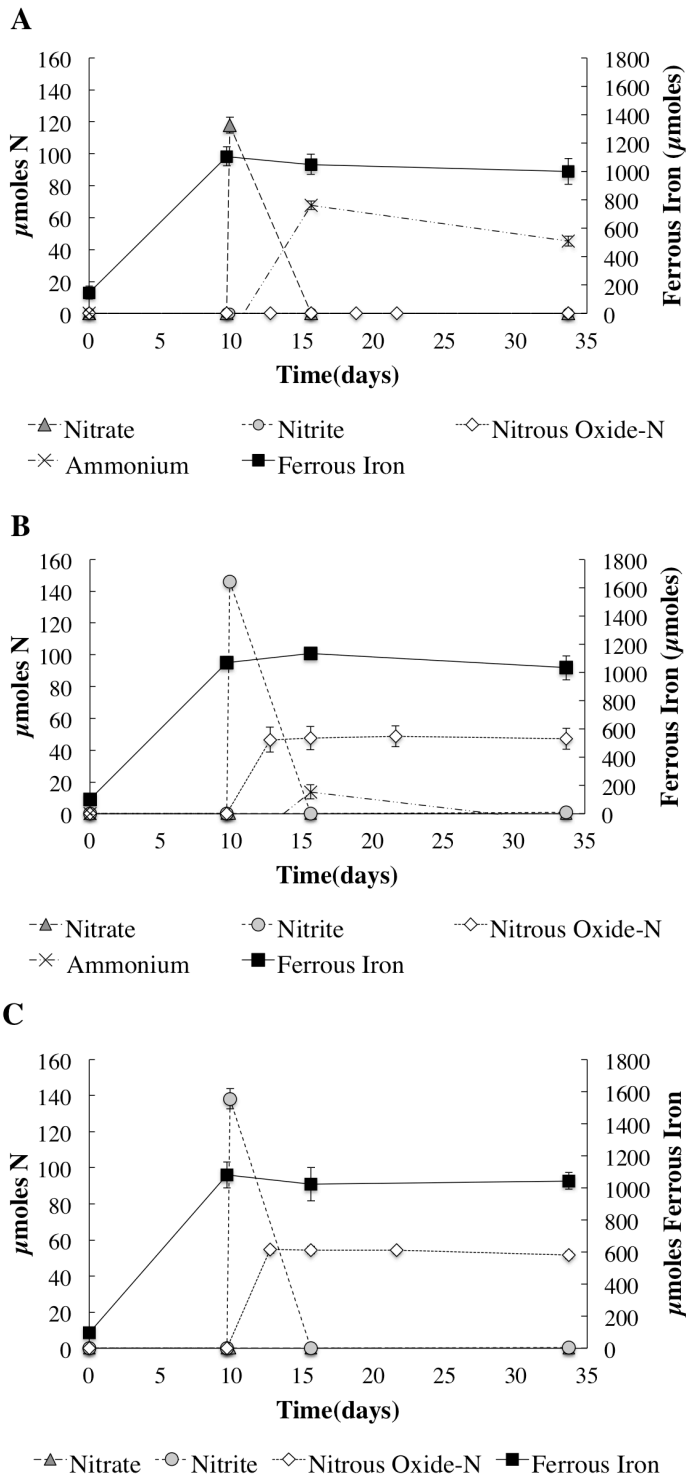 A
µmoles N
160
140
120
100
80
60
40
20
0
1800
1600
1400
1200
1000
800
600
400
200
0
Ferrous Iron (µmoles)
0 5 10 15 20 25 30 35
Time(days)
Nitrate Nitrite Nitrous Oxide-N
Ammonium Ferrous Iron
B
µmoles N
160
140
120
100
80
60
40
20
0
1800
1600
1400
1200
1000
800
600
400
200
0
Ferrous Iron (µmoles)
0 5 10 15 20 25 30 35
Time(days)
Nitrate Nitrite Nitrous Oxide-N
Ammonium Ferrous Iron
C
µmoles N
160
140
120
100
80
60
40
20
0
1800
1600
1400
1200
1000
800
600
400
200
0
µmoles Ferrous Iron
0 5 10 15 20 25 30 35
Time(days)
Nitrate Nitrite Nitrous Oxide-N Ferrous Iron